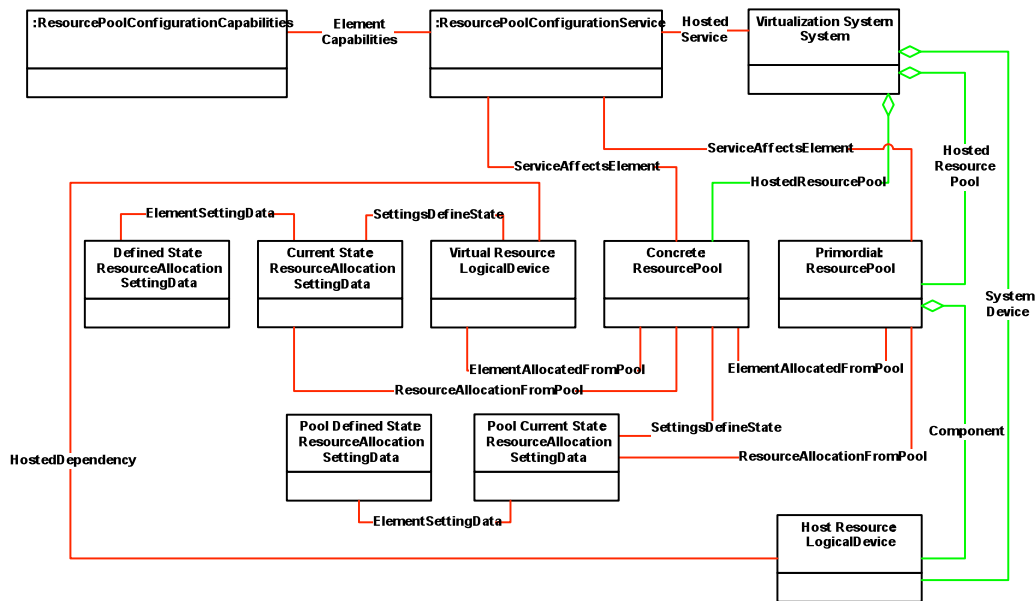 :ResourcePoolConfigurationCapabilities
Element
Capabilities
:ResourcePoolConfigurationService
Hosted
Service
Virtualization System
System
ServiceAffectsElement
ServiceAffectsElement
Hosted
Resource
Pool
HostedResourcePool
ElementSettingData
SettingsDefineState
Defined State
ResourceAllocation
SettingData
Current State:
ResourceAllocation
SettingData
Virtual Resource:
LogicalDevice
Concrete:
ResourcePool
Primordial:
ResourcePool
System
Device
ElementAllocatedFromPool
ElementAllocatedFromPool
ResourceAllocationFromPool
Pool Defined State:
ResourceAllocation
SettingData
Pool Current State:
ResourceAllocation
SettingData
SettingsDefineState
Component
ResourceAllocationFromPool
HostedDependency
ElementSettingData
Host Resource:
LogicalDevice